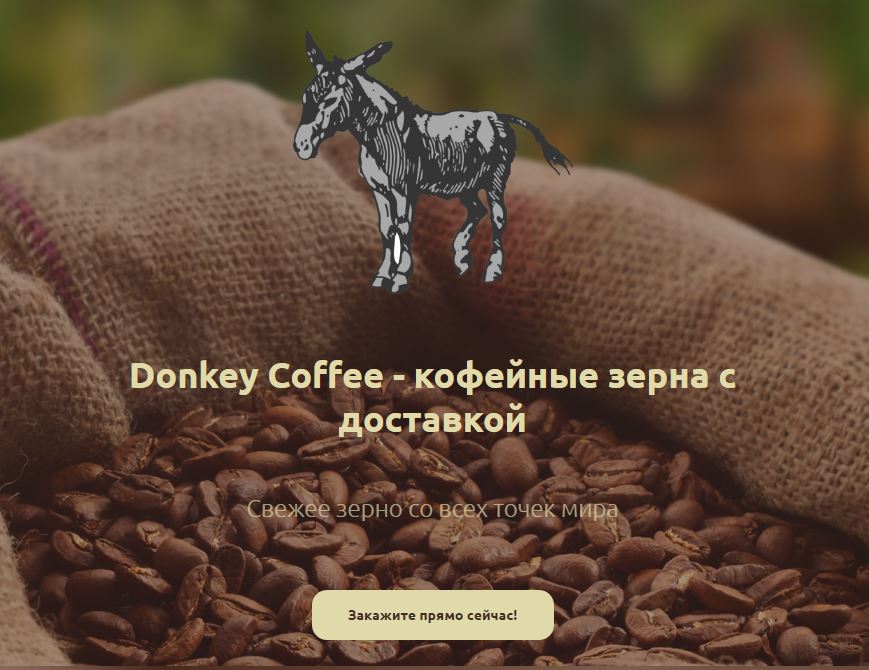 Donkey Coffee - кофейные зерна с
доставкой
Свежее зерно со всех точек мира
Закажите прямо сейчас!